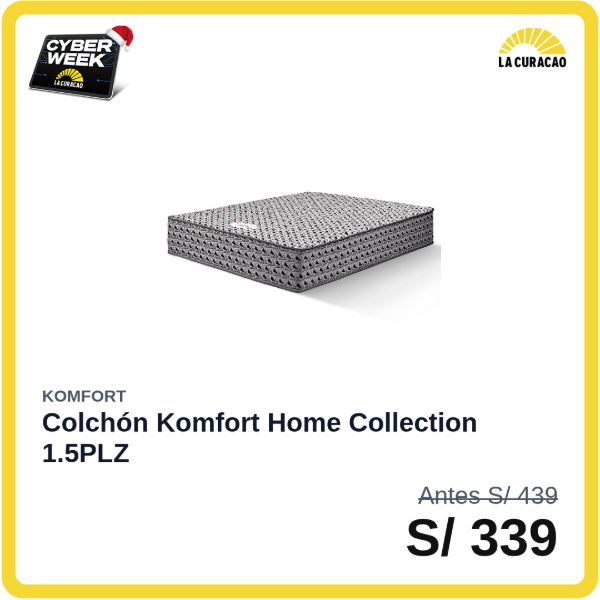 CYBER
WEEK
LA CURACAO
LA CURACAO
KOMFORT
Colchón Komfort Home Collection
1.5PLZ
Antes S/ 439
S/ 339